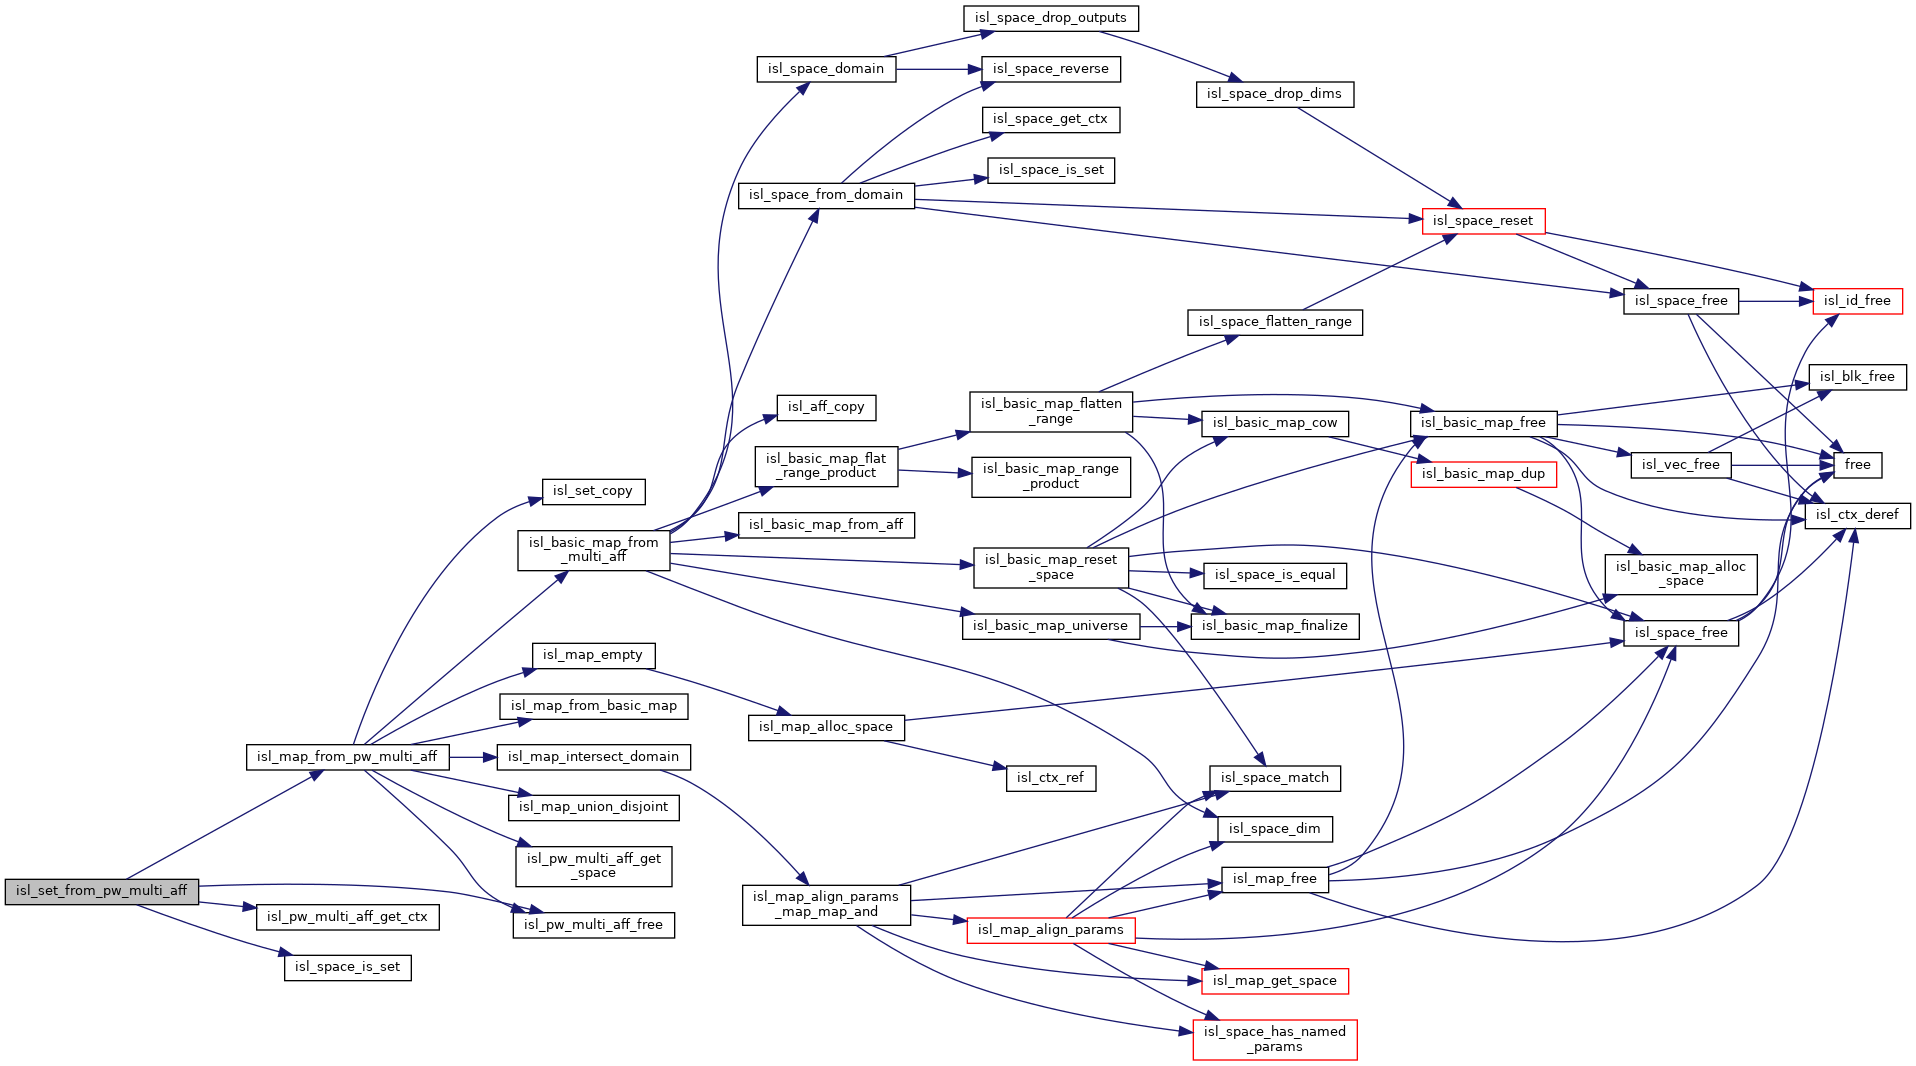 isl_space_drop_outputs
isl_space_domain
isl_space_reverse
isl_space_drop_dims
isl_space_get_ctx
isl_space_is_set
isl_space_from_domain
isl_space_reset
isl_space_free
isl_id_free
isl_space_flatten_range
isl_blk_free
isl_aff_copy
isl_basic_map_flatten
_range
isl_basic_map_cow
isl_basic_map_free
isl_basic_map_flat
_range_product
isl_basic_map_range
_product
isl_basic_map_dup
isl_vec_free
free
isl_set_copy
isl_ctx_deref
isl_basic_map_from_aff
isl_basic_map_from
_multi_aff
isl_basic_map_reset
_space
isl_space_is_equal
isl_basic_map_alloc
_space
isl_basic_map_universe
isl_basic_map_finalize
isl_space_free
isl_map_empty
isl_map_from_basic_map
isl_map_alloc_space
isl_map_from_pw_multi_aff
isl_map_intersect_domain
isl_ctx_ref
isl_space_match
isl_map_union_disjoint
isl_space_dim
isl_pw_multi_aff_get
_space
isl_map_free
isl_set_from_pw_multi_aff
isl_map_align_params
_map_map_and
isl_pw_multi_aff_get_ctx
isl_pw_multi_aff_free
isl_map_align_params
isl_space_is_set
isl_map_get_space
isl_space_has_named
_params